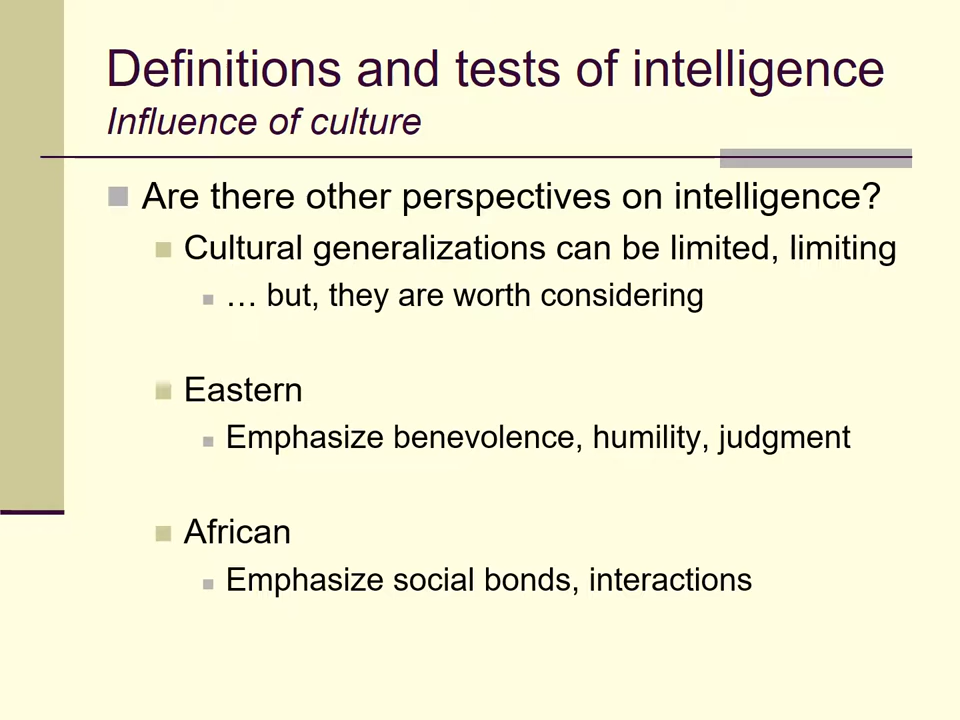 Definitions and tests of intelligence
Influence of culture
Are there other perspectives on intelligence?
Cultural generalizations can be limited, limiting
… but, they are worth considering
Eastern
Emphasize benevolence, humility, judgment
African
Emphasize social bonds, interactions